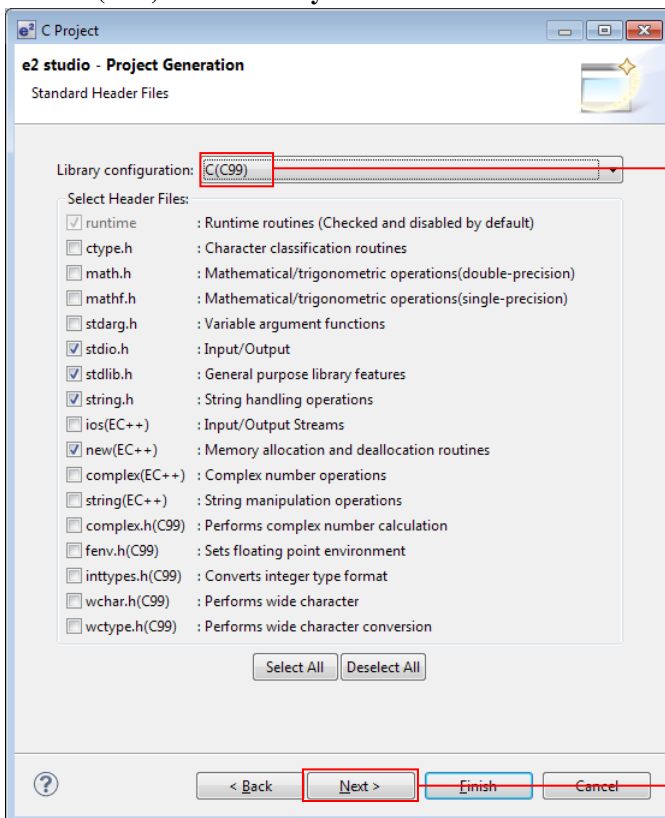 e² C Project
e2 studio - Project Generation
Standard Header Files
Library configuration: C(C99)
Select Header Files:
runtime : Runtime routines (Checked and disabled by default)
ctype.h : Character classification routines
math.h : Mathematical/trigonometric operations(double-precision)
mathf.h : Mathematical/trigonometric operations(single-precision)
stdarg.h : Variable argument functions
stdio.h : Input/Output
stdlib.h : General purpose library features
string.h : String handling operations
ios(EC++) : Input/Output Streams
new(EC++) : Memory allocation and deallocation routines
complex(EC++) : Complex number operations
string(EC++) : String manipulation operations
complex.h(C99) : Performs complex number calculation
fenv.h(C99) : Sets floating point environment
inttypes.h(C99) : Converts integer type format
wchar.h(C99) : Performs wide character
wctype.h(C99) : Performs wide character conversion
Select All Deselect All
? < Back Next > Finish Cancel